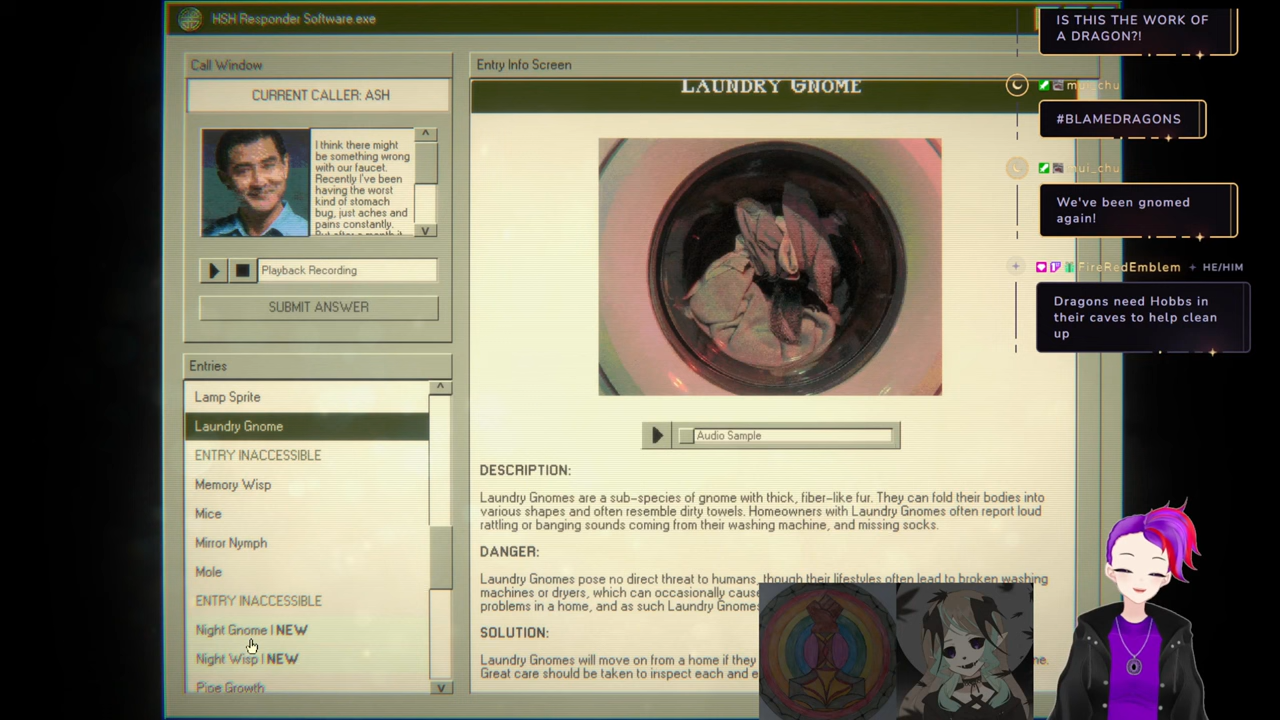 HSH Responder Software.exe
Call Window
CURRENT CALLER: ASH
I think there might
be something wrong
with our faucet.
Recently I've been
having the worst
kind of stomach
bug, just aches and
pains constantly.
But after a month it
Playback Recording
SUBMIT ANSWER
Entries
Lamp Sprite
Laundry Gnome
ENTRY INACCESSIBLE
Memory Wisp
Mice
Mirror Nymph
Mole
ENTRY INACCESSIBLE
Night Gnome | NEW
Night Wisp | NEW
Pipe Growth
Entry Info Screen
LAUNDRY GNOME
Audio Sample
DESCRIPTION:
Laundry Gnomes are a sub-species of gnome with thick, fiber-like fur. They can fold their bodies into
various shapes and often resemble dirty towels. Homeowners with Laundry Gnomes often report loud
rattling or banging sounds coming from their washing machine, and missing socks.
DANGER:
Laundry Gnomes pose no direct threat to humans, though their lifestyles often lead to broken washing
machines or dryers, which can occasionally cause
problems in a home, and as such Laundry Gnomes
SOLUTION:
Laundry Gnomes will move on from a home if they
Great care should be taken to inspect each and e
IS THIS THE WORK OF
A DRAGON?!
mui_chu
#BLAMEDRAGONS
mui_chu
We've been gnomed
again!
FireRedEmblem + HE/HIM
Dragons need Hobbs in
their caves to help clean
up